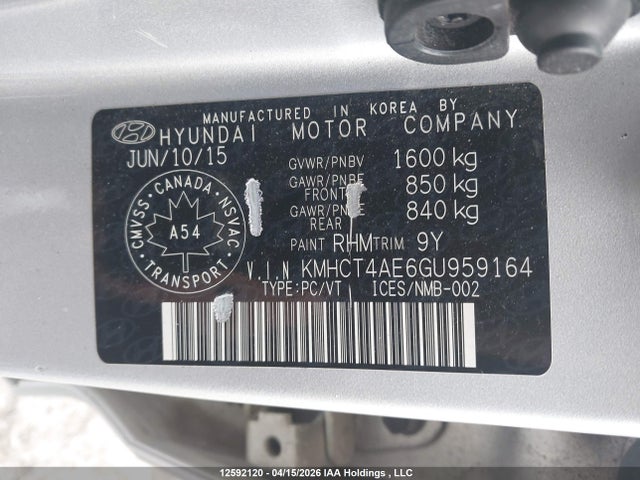 MANUFACTURED IN KOREA BY
HYUNDAI MOTOR COMPANY
JUN/10/15
GVWR/PNBV 1600 kg
GAWR/PNBE FRONT 850 kg
GAWR/PNBE REAR 840 kg
PAINT RHM TRIM 9Y
CMVSS · CANADA · NSVAC
A54
TRANSPORT
V.I.N KMHCT4AE6GU959164
TYPE:PC/VT ICES/NMB-002
12592120 - 04/15/2026 IAA Holdings , LLC